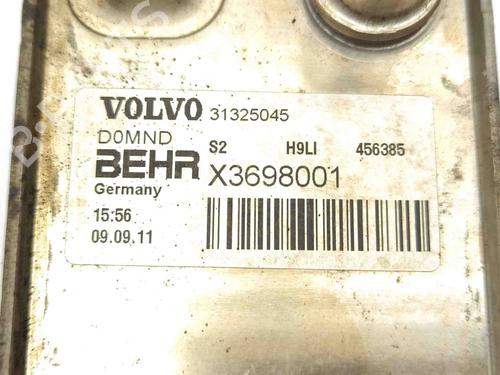 VOLVO 31325045
D0MND S2 H9LI 456385
BEHR X3698001
Germany
15:56
09.09.11